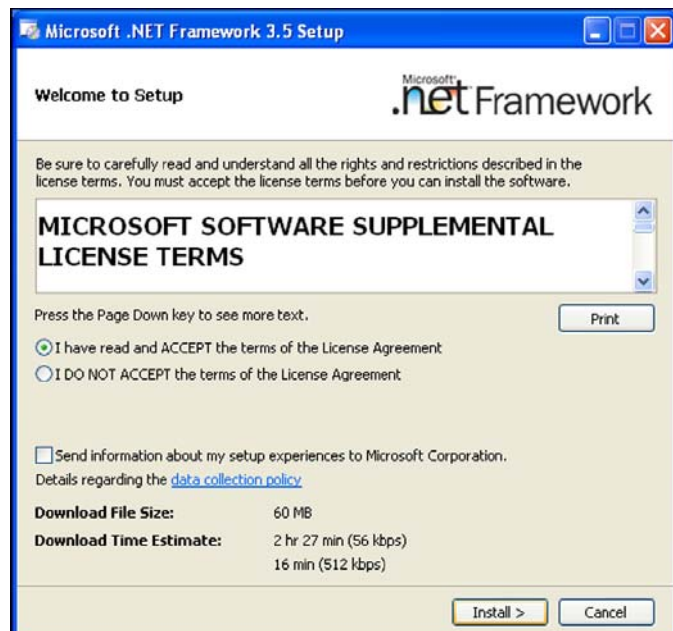 Microsoft .NET Framework 3.5 Setup
Welcome to Setup
Microsoft
.net Framework
Be sure to carefully read and understand all the rights and restrictions described in the
license terms. You must accept the license terms before you can install the software.
MICROSOFT SOFTWARE SUPPLEMENTAL
LICENSE TERMS
Press the Page Down key to see more text.
Print
I have read and ACCEPT the terms of the License Agreement
I DO NOT ACCEPT the terms of the License Agreement
Send information about my setup experiences to Microsoft Corporation.
Details regarding the data collection policy
Download File Size: 60 MB
Download Time Estimate: 2 hr 27 min (56 kbps)
16 min (512 kbps)
Install > Cancel